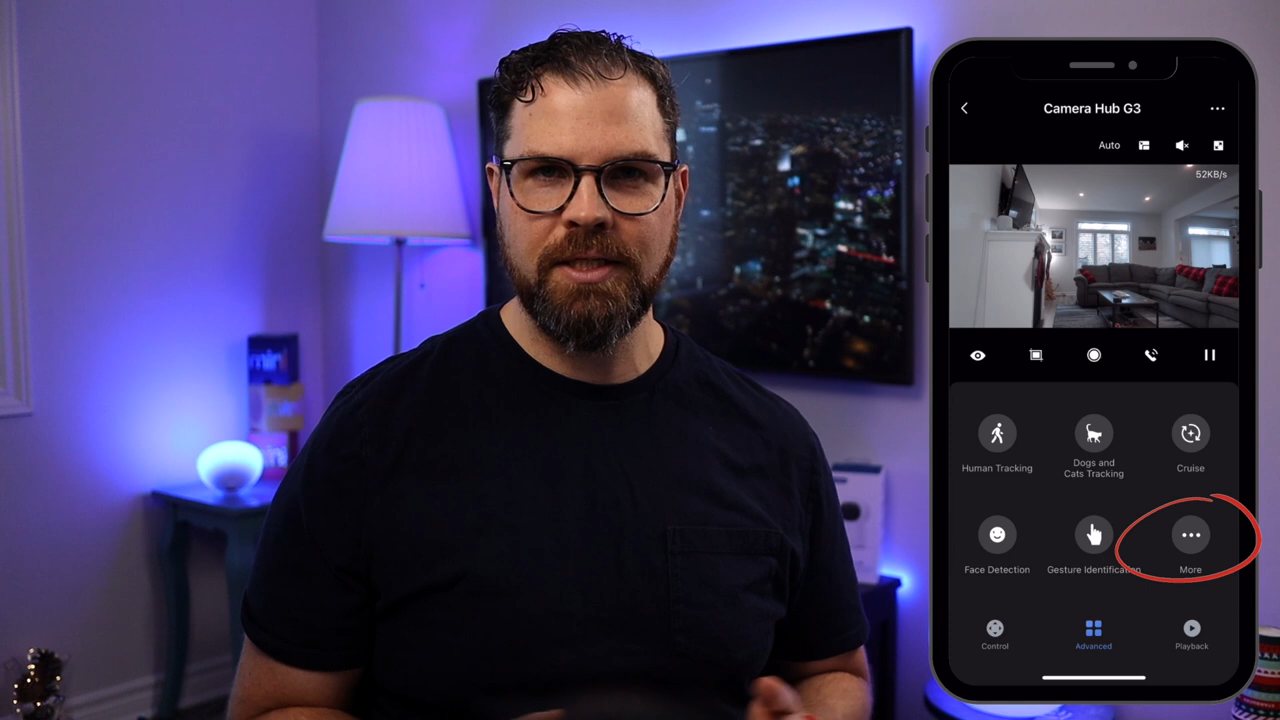 Camera Hub G3
Auto
52KB/s
Human Tracking
Dogs and
Cats Tracking
Cruise
Face Detection
Gesture Identification
More
Control
Advanced
Playback
mini